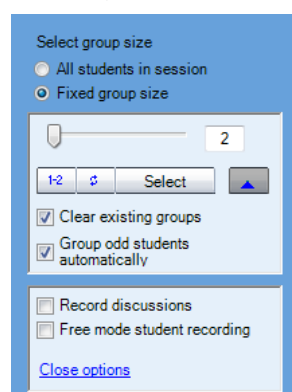 Select group size
All students in session
Fixed group size
2
1-2 Select
Clear existing groups
Group odd students
automatically
Record discussions
Free mode student recording
Close options